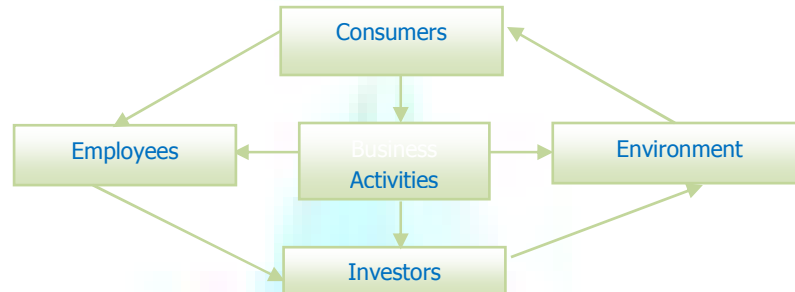 Consumers
Employees
Business
Environment
Activities
Investors